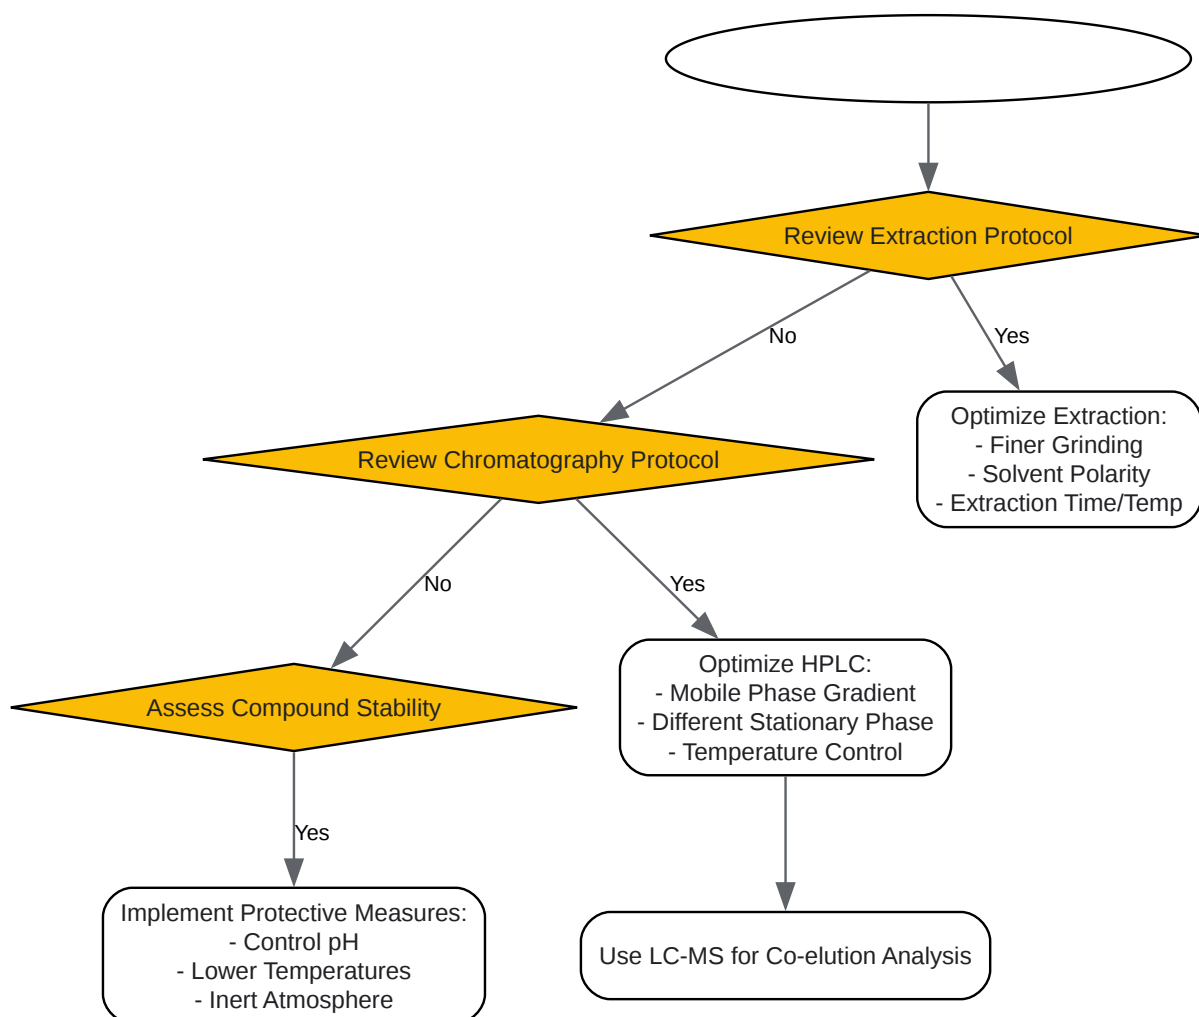 Review Extraction Protocol
No
Yes
Optimize Extraction:
- Finer Grinding
- Solvent Polarity
- Extraction Time/Temp
Review Chromatography Protocol
No
Yes
Optimize HPLC:
- Mobile Phase Gradient
- Different Stationary Phase
- Temperature Control
Assess Compound Stability
Yes
Implement Protective Measures:
- Control pH
- Lower Temperatures
- Inert Atmosphere
Use LC-MS for Co-elution Analysis